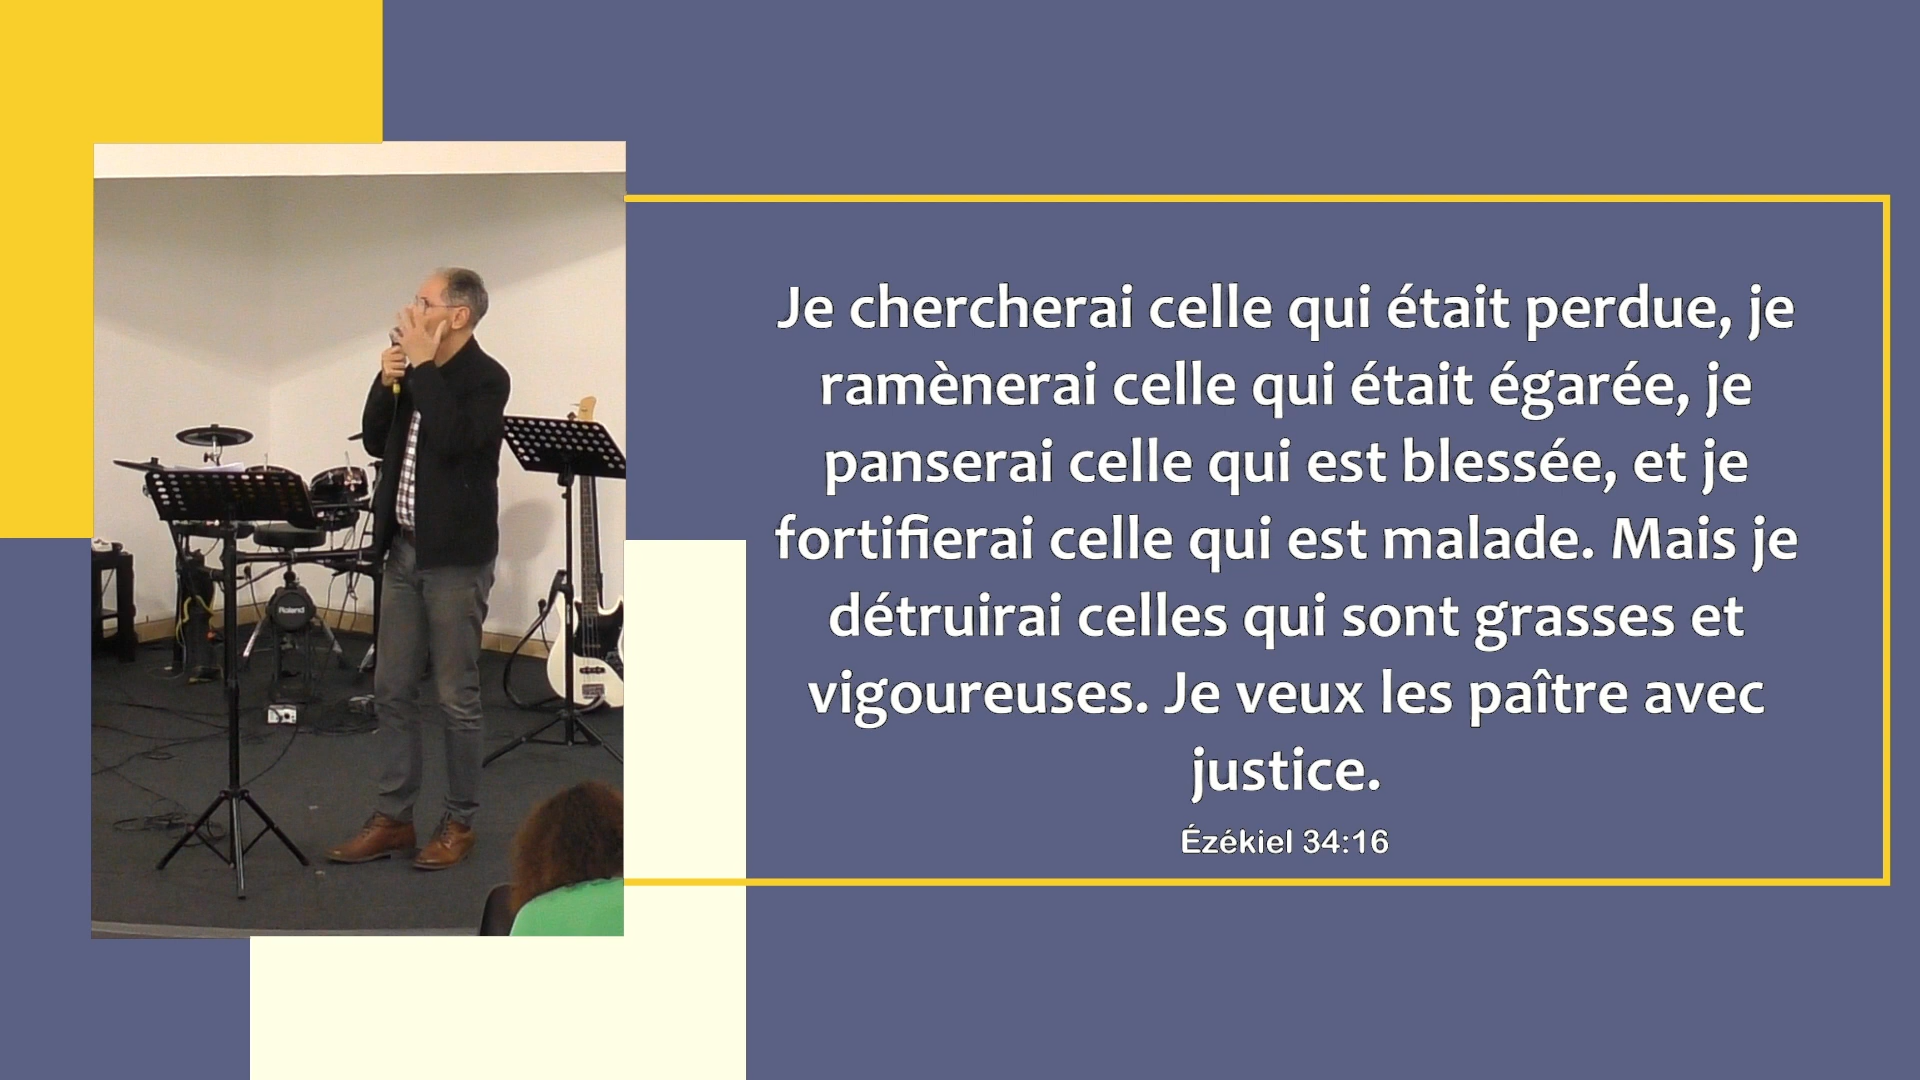 Je chercherai celle qui était perdue, je
ramènerai celle qui était égarée, je
panserai celle qui est blessée, et je
fortifierai celle qui est malade. Mais je
détruirai celles qui sont grasses et
vigoureuses. Je veux les paître avec
justice.
Ézékiel 34:16
Roland